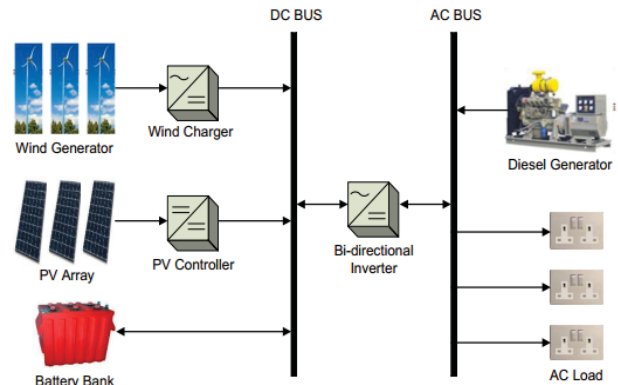 DC BUS
AC BUS
Wind Generator
Wind Charger
Diesel Generator
PV Array
PV Controller
Bi-directional
Inverter
Battery Bank
AC Load